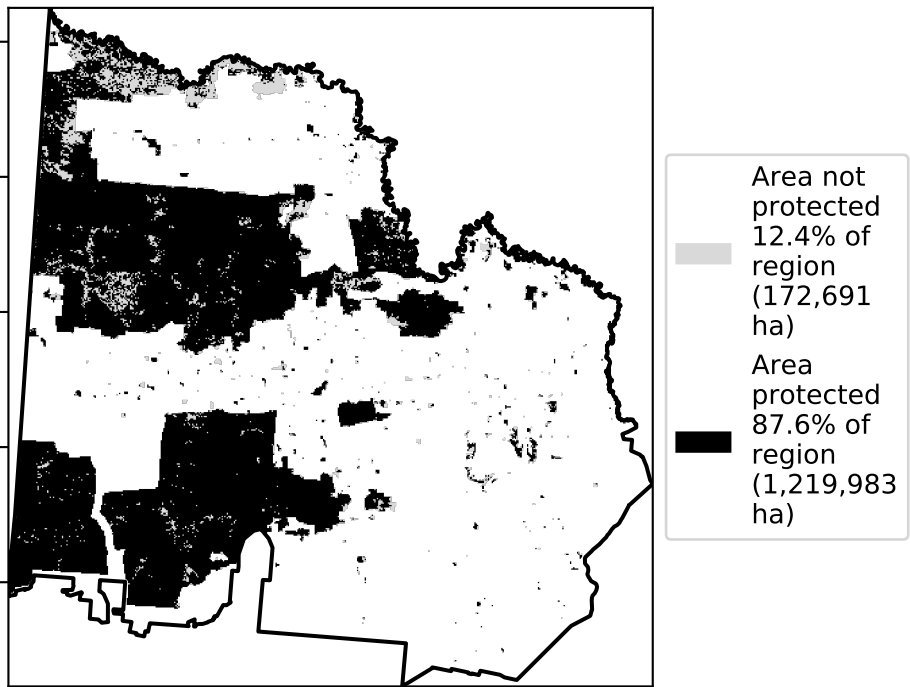 Area not
protected
12.4% of
region
(172,691
ha)
Area
protected
87.6% of
region
(1,219,983
ha)